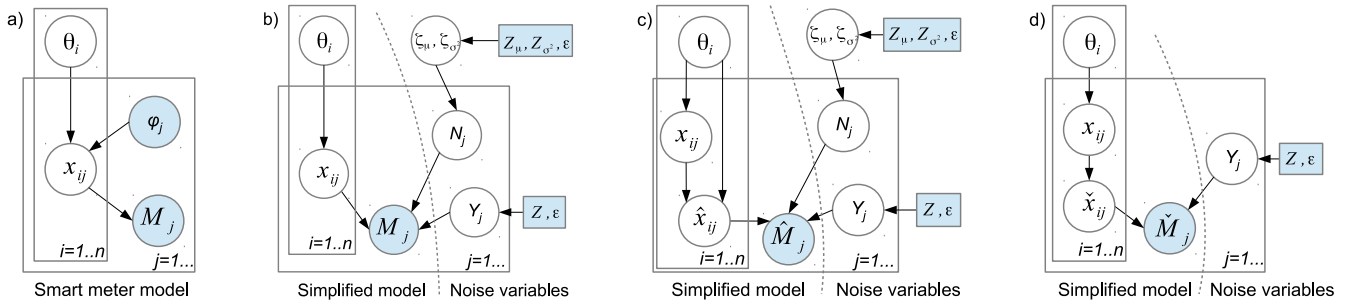 a)
θi
φj
xij
Mj
i=1..n
j=1...
Smart meter model
b)
θi
ζμ, ζσ²
Zμ, Zσ², ε
Nj
xij
Mj
Yj
Z, ε
i=1..n
j=1...
Simplified model
Noise variables
c)
θi
ζμ, ζσ²
Zμ, Zσ², ε
xij
Nj
x̂ij
M̂j
Yj
Z, ε
i=1..n
j=1...
Simplified model
Noise variables
d)
θi
xij
Yj
Z, ε
x̌ij
M̌j
i=1..n
j=1...
Simplified model
Noise variables